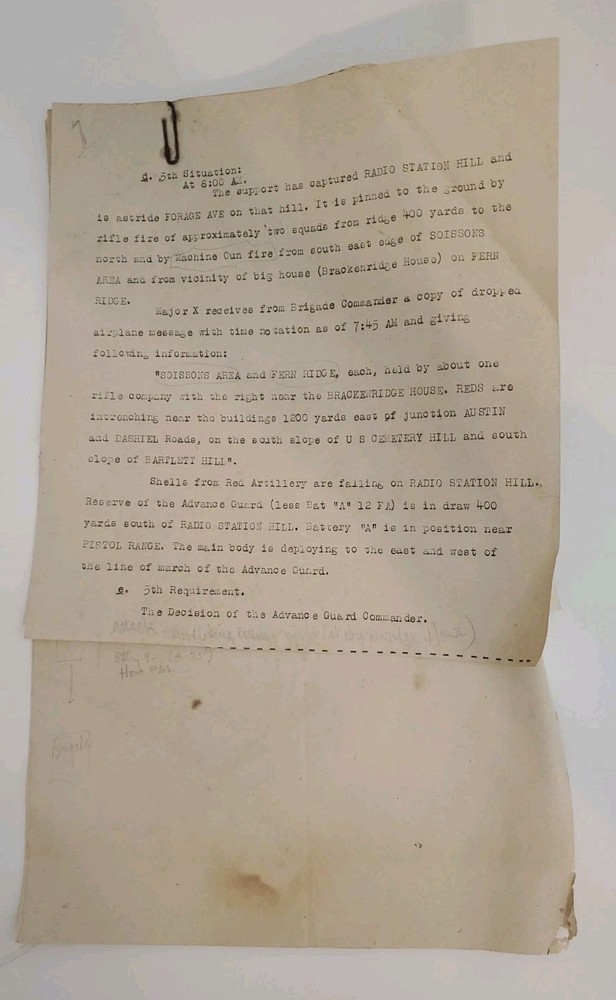 d. 5th Situation:
At 8:00 AM.
The support has captured RADIO STATION HILL and
is astride FORAGE AVE on that hill. It is pinned to the ground by
rifle fire of approximately two squads from ridge 400 yards to the
north and by Machine Gun fire from south east edge of SOISSONS
AREA and from vicinity of big house (Brackenridge House) on FERN
RIDGE.
Major X receives from Brigade Commander a copy of dropped
airplane message with time notation as of 7:45 AM and giving
following information:
"SOISSONS AREA and FERN RIDGE, each, held by about one
rifle company with the right near the BRACKENRIDGE HOUSE. REDS are
intrenching near the buildings 1200 yards east of junction AUSTIN
and DASHIEL Roads, on the south slope of U S CEMETERY HILL and south
slope of BARTLETT HILL".
Shells from Red Artillery are falling on RADIO STATION HILL.
Reserve of the Advance Guard (less Bat "A" 12 FA) is in draw 400
yards south of RADIO STATION HILL. Battery "A" is in position near
PISTOL RANGE. The main body is deploying to the east and west of
the line of march of the Advance Guard.
e. 5th Requirement.
The Decision of the Advance Guard Commander.
Attack